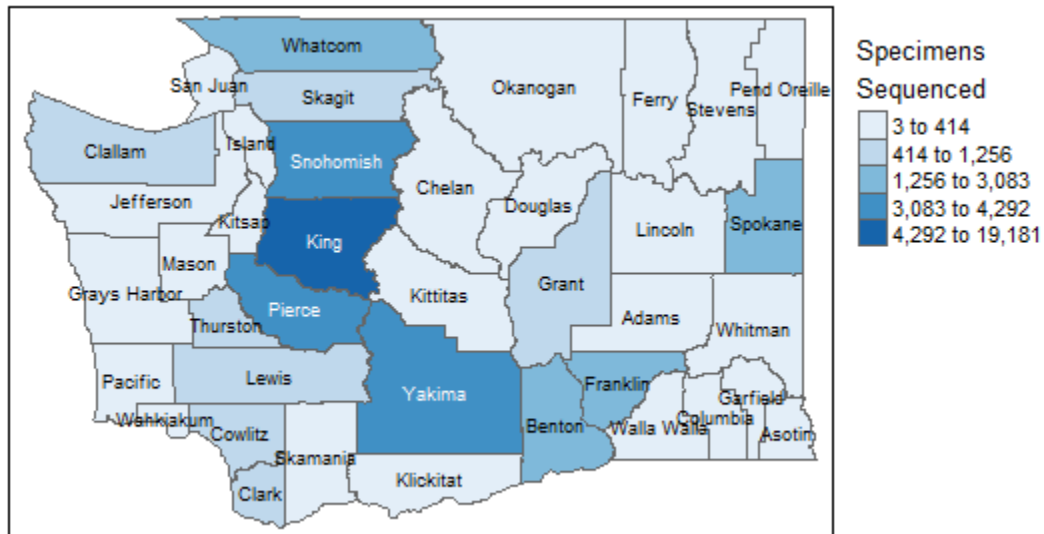 Whatcom
San Juan
Skagit
Okanogan
Ferry
Stevens
Pend Oreille
Clallam
Island
Snohomish
Chelan
Jefferson
Kitsap
Douglas
Lincoln
Spokane
King
Mason
Grays Harbor
Kittitas
Grant
Thurston
Pierce
Adams
Whitman
Pacific
Lewis
Yakima
Franklin
Garfield
Wahkiakum
Cowlitz
Benton
Walla Walla
Columbia
Asotin
Skamania
Clark
Klickitat
Specimens
Sequenced
3 to 414
414 to 1,256
1,256 to 3,083
3,083 to 4,292
4,292 to 19,181